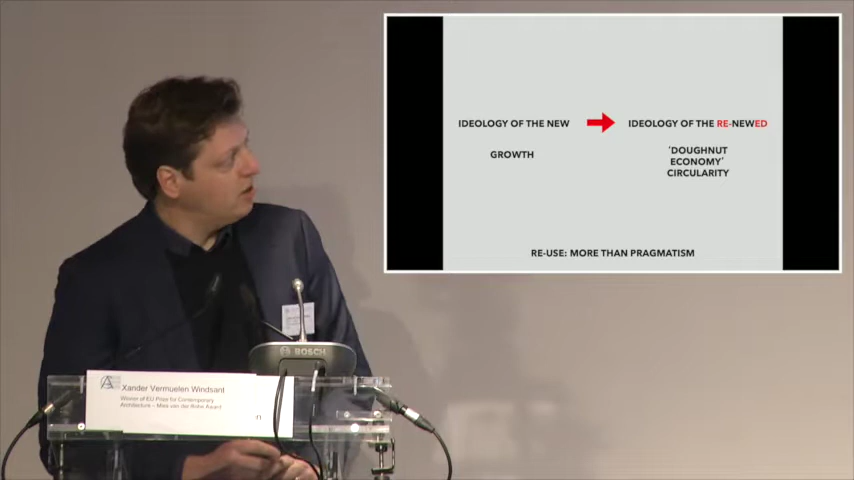 IDEOLOGY OF THE NEW
IDEOLOGY OF THE RE-NEWED
GROWTH
'DOUGHNUT
ECONOMY'
CIRCULARITY
RE-USE: MORE THAN PRAGMATISM
BOSCH
Xander Vermuelen Windsant
Winner of EU Prize for Contemporary
Architecture – Mies van der Rohe Award